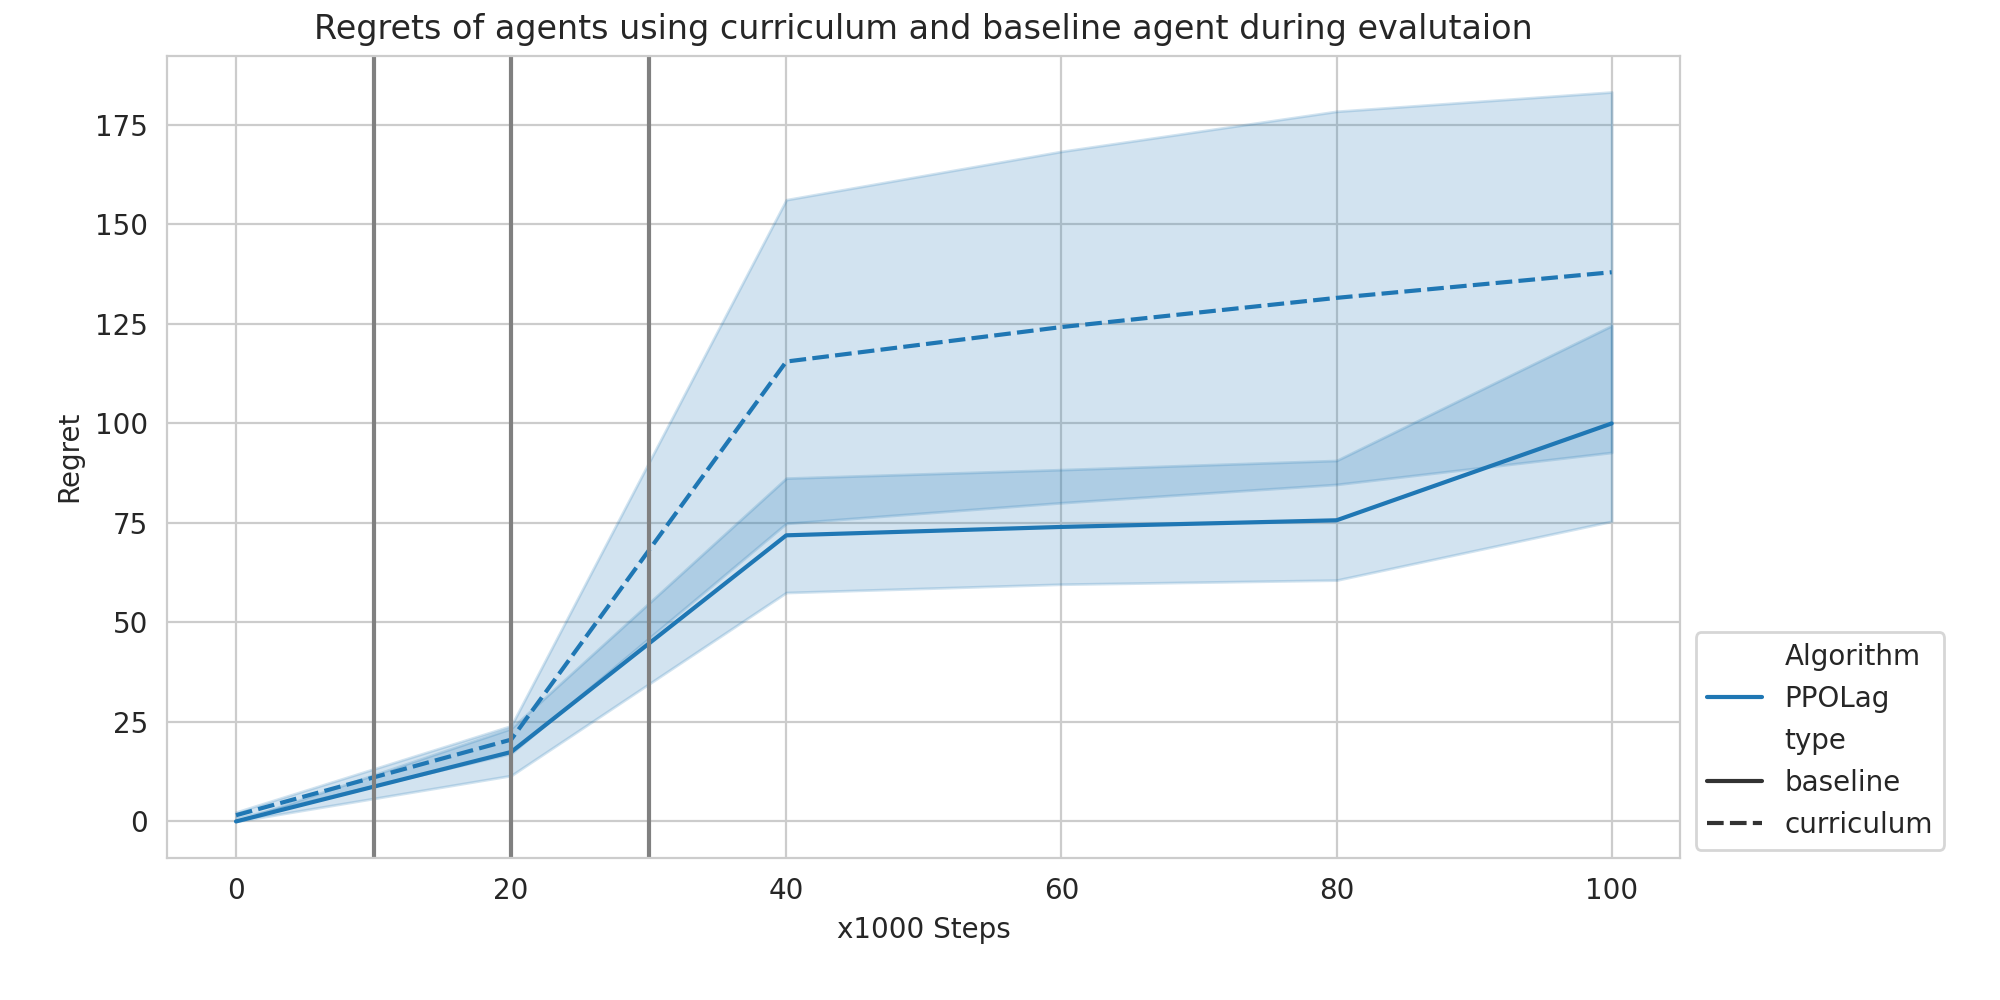 Regrets of agents using curriculum and baseline agent during evalutaion
175
150
125
100
75
50
25
0
Regret
0 20 40 60 80 100
x1000 Steps
Algorithm
PPOLag
type
baseline
curriculum